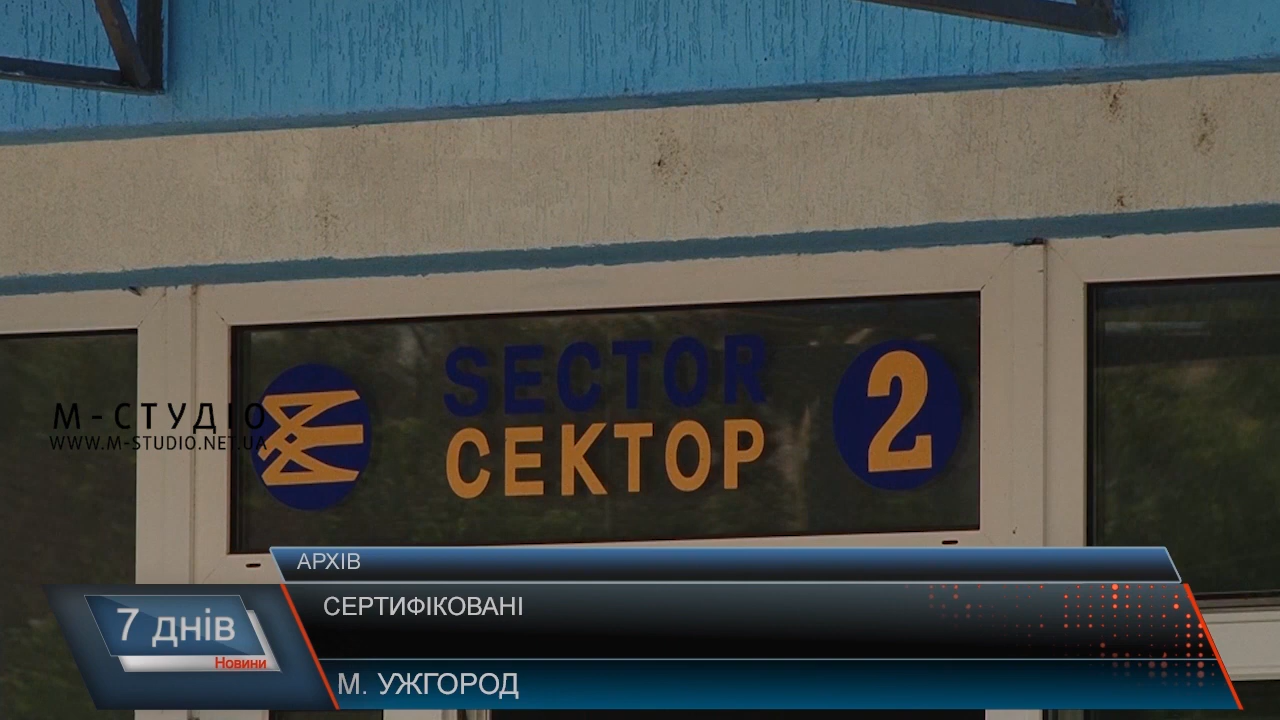 SECTOR
СЕКТОР
2
М-СТУДІО
WWW.M-STUDIO.NET.UA
АРХІВ
СЕРТИФІКОВАНІ
7 днів
Новини
М. УЖГОРОД